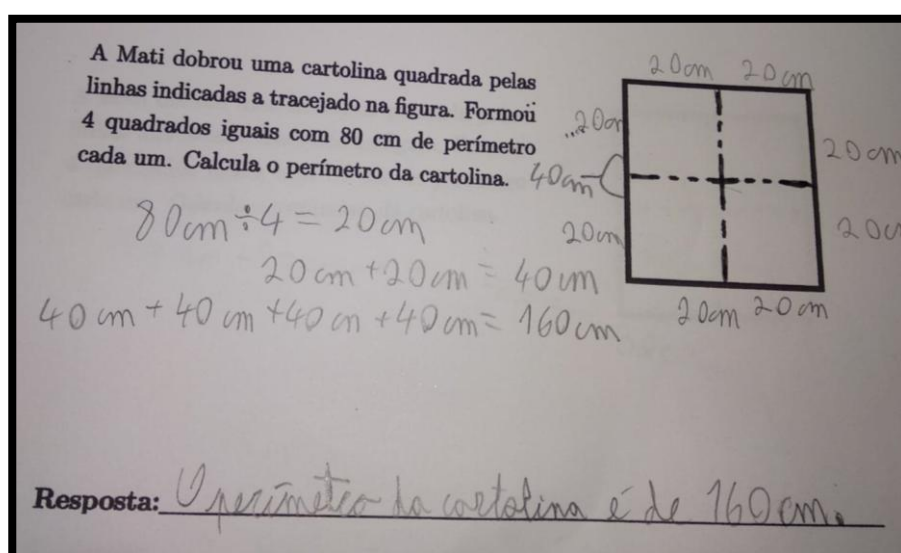 A Mati dobrou uma cartolina quadrada pelas
linhas indicadas a tracejado na figura. Formou
4 quadrados iguais com 80 cm de perímetro
cada um. Calcula o perímetro da cartolina.
20cm 20cm
20cm
20cm
40cm
20cm
20c
20cm 20cm
80cm ÷ 4 = 20cm
20cm + 20cm = 40cm
40cm + 40cm + 40cm + 40cm = 160cm
Resposta: O perímetro da cartolina é de 160cm.